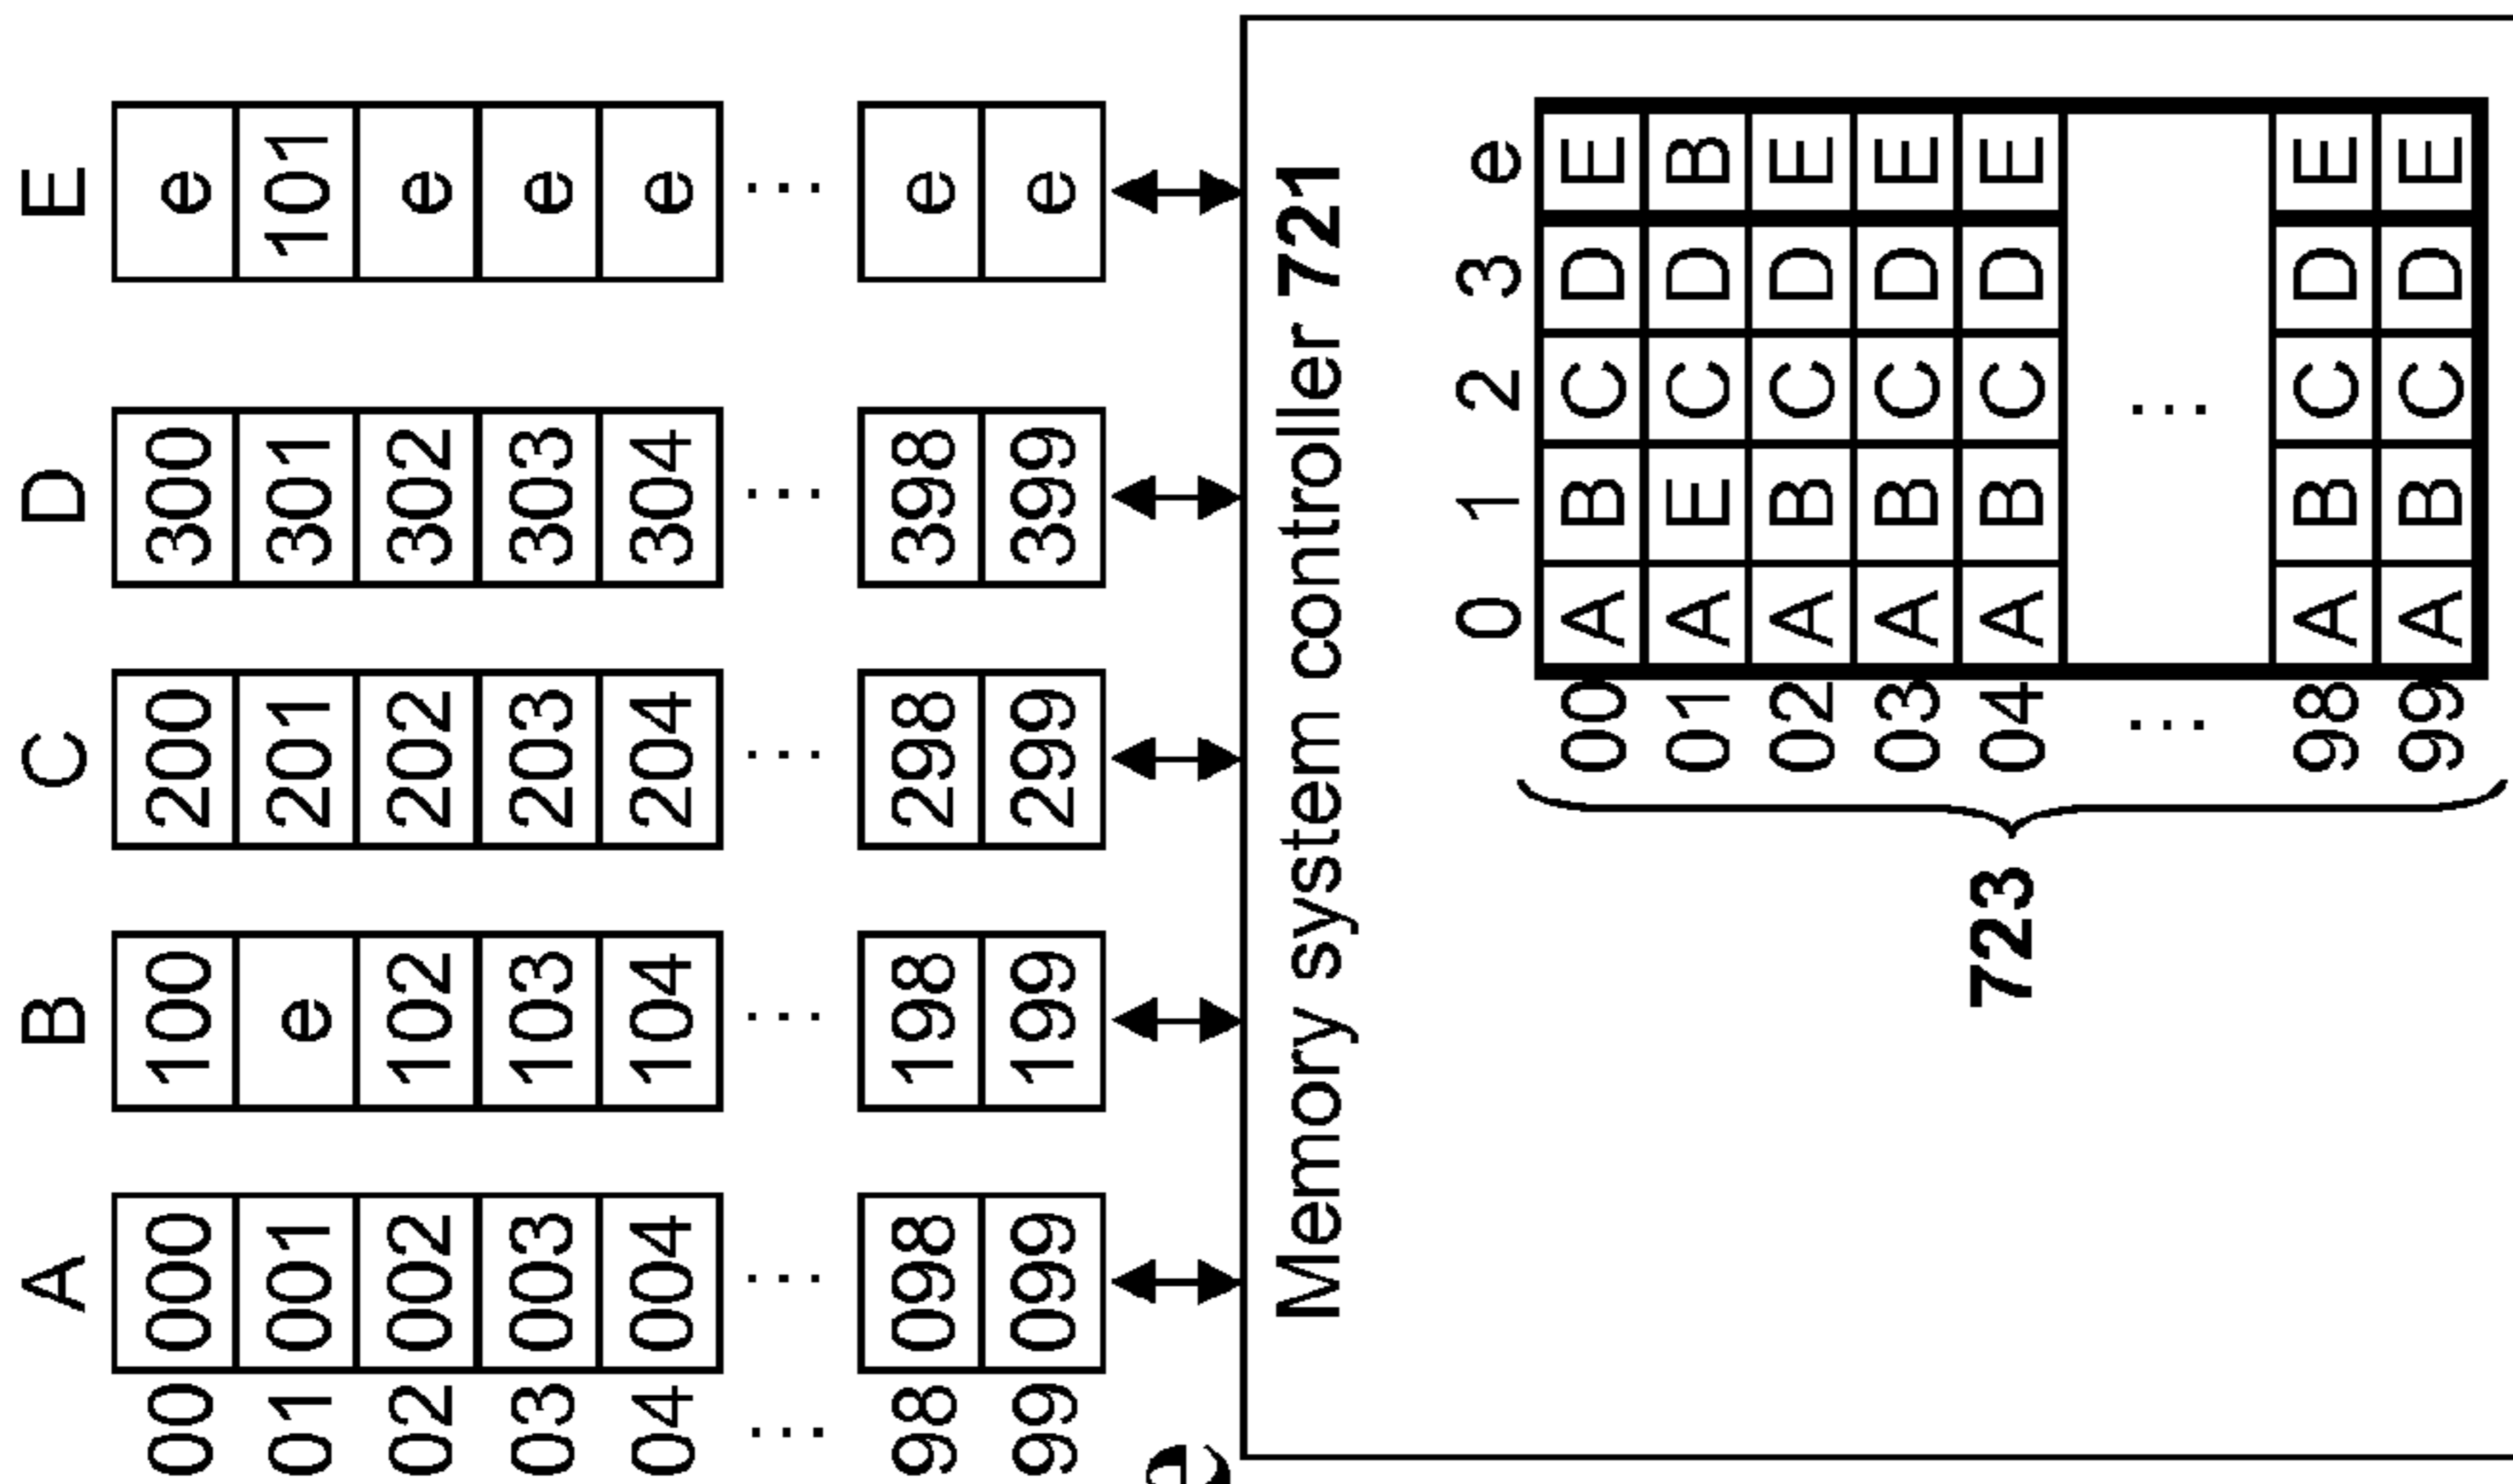 A B C D E
00 000 100 200 300 e
01 001 e 201 301 101
02 002 102 202 302 e
03 003 103 203 303 e
04 004 104 204 304 e
... ... ... ... ... ...
98 098 198 298 398 e
99 099 199 299 399 e
Memory system controller 721
0 1 2 3 e
00 A B C D E
01 A E C D B
02 A B C D E
03 A B C D E
723 04 A B C D E
... ...
98 A B C D E
99 A B C D E